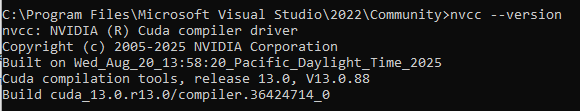 C:\Program Files\Microsoft Visual Studio\2022\Community>nvcc --version
nvcc: NVIDIA (R) Cuda compiler driver
Copyright (c) 2005-2025 NVIDIA Corporation
Built on Wed_Aug_20_13:58:20_Pacific_Daylight_Time_2025
Cuda compilation tools, release 13.0, V13.0.88
Build cuda_13.0.r13.0/compiler.36424714_0